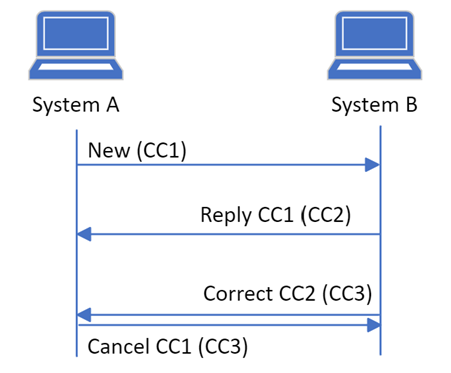 System A
System B
New (CC1)
Reply CC1 (CC2)
Correct CC2 (CC3)
Cancel CC1 (CC3)